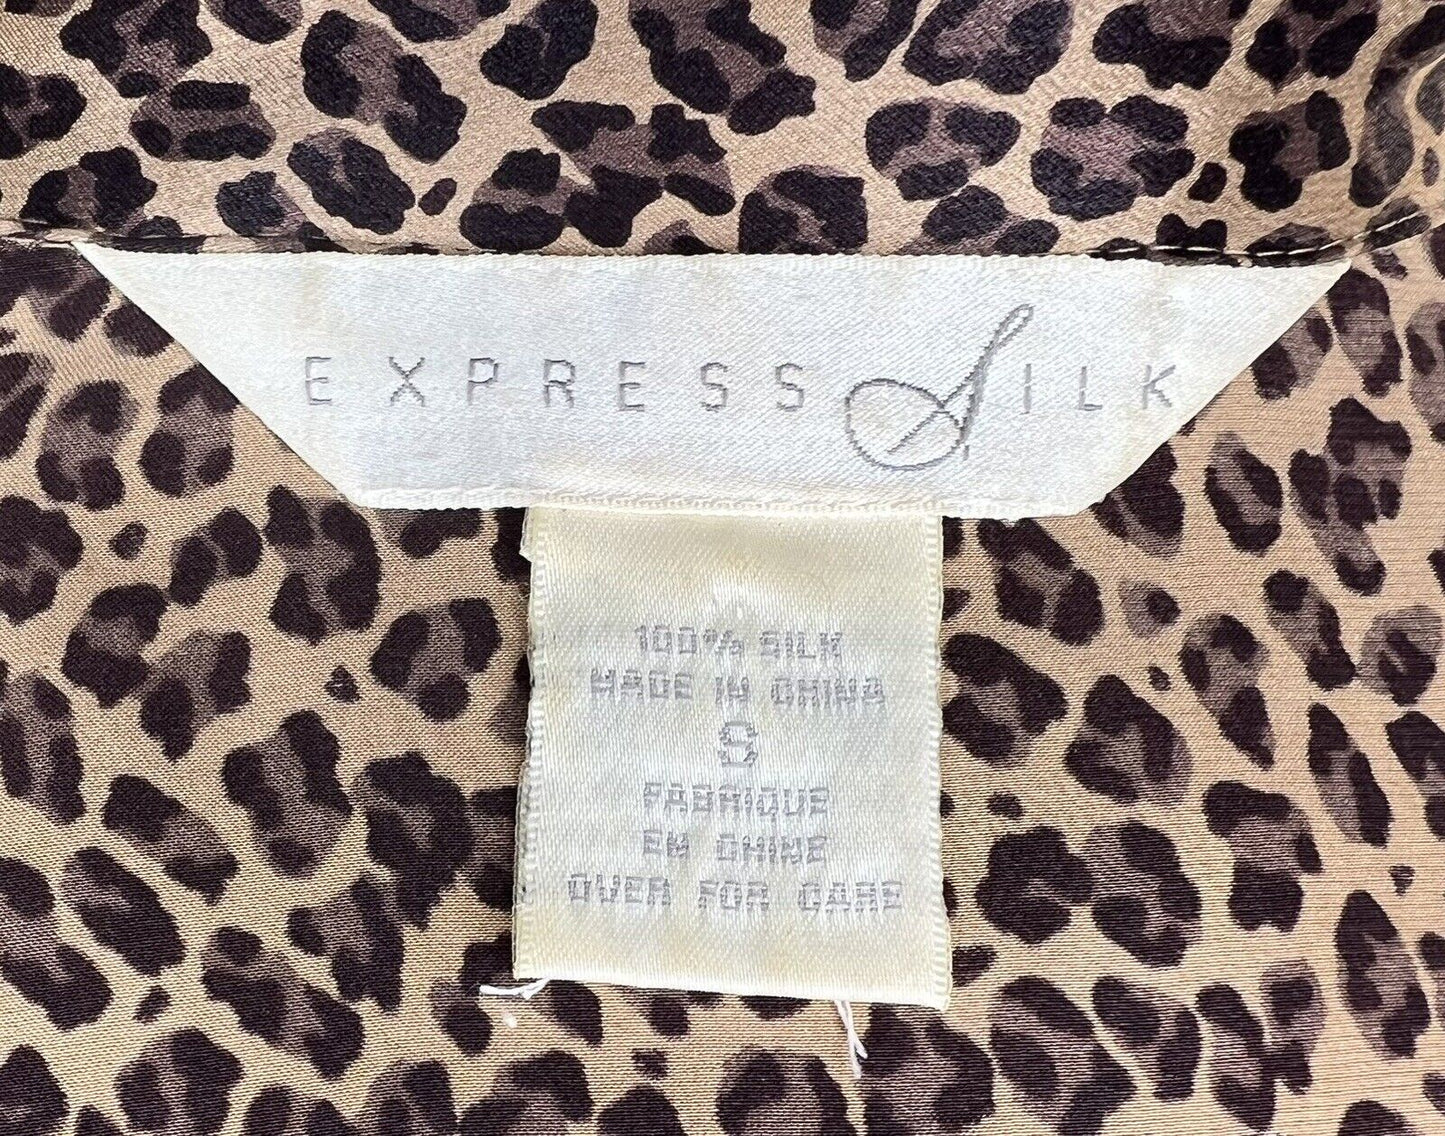 EXPRESS SILK
100% SILK
MADE IN CHINA
S
FABRIQUE
EN CHINE
OVER FOR CARE